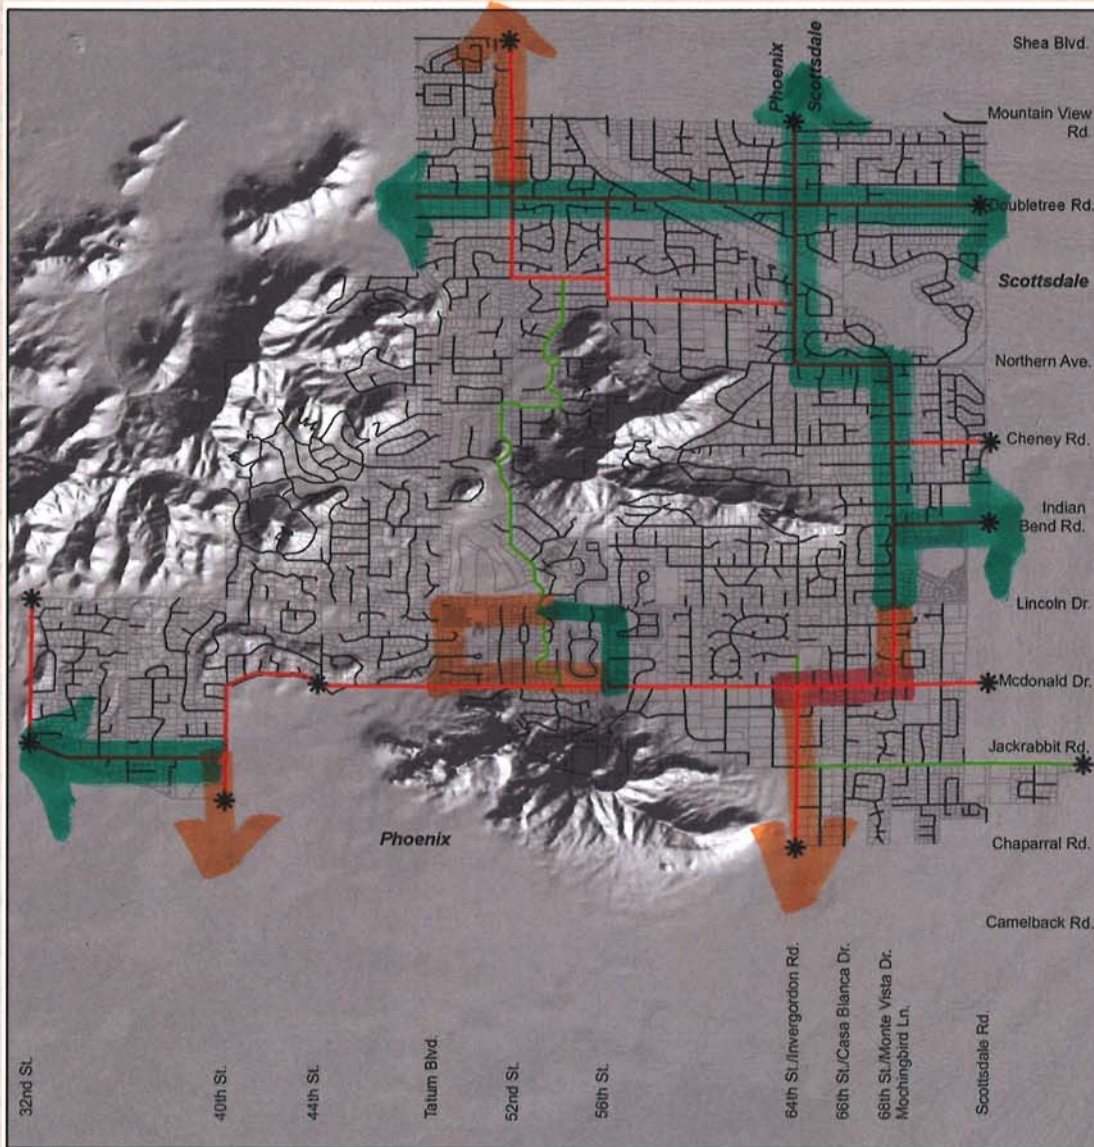 Shea Blvd.
Phoenix
Scottsdale
Mountain View
Rd.
Doubletree Rd.
Scottsdale
Northern Ave.
Cheney Rd.
Indian
Bend Rd.
Lincoln Dr.
Mcdonald Dr.
Jackrabbit Rd.
Phoenix
Chaparral Rd.
Camelback Rd.
32nd St.
40th St.
44th St.
Tatum Blvd.
52nd St.
56th St.
64th St./Invergordon Rd.
66th St./Casa Blanca Dr.
68th St./Monte Vista Dr.
Mochingbird Ln.
Scottsdale Rd.